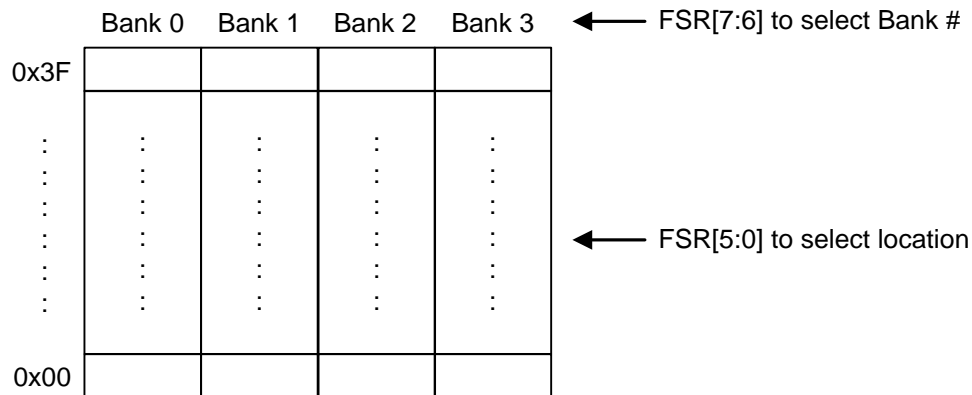 Bank 0 Bank 1 Bank 2 Bank 3 FSR[7:6] to select Bank #
0x3F
FSR[5:0] to select location
0x00